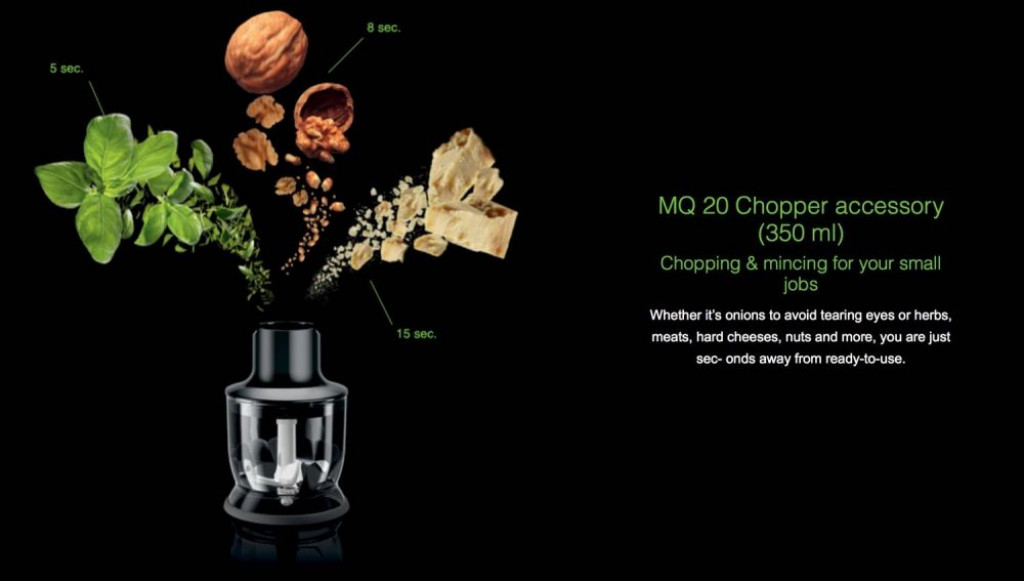 8 sec.
5 sec.
15 sec.
MQ 20 Chopper accessory
(350 ml)
Chopping & mincing for your small
jobs
Whether it's onions to avoid tearing eyes or herbs,
meats, hard cheeses, nuts and more, you are just
sec- onds away from ready-to-use.